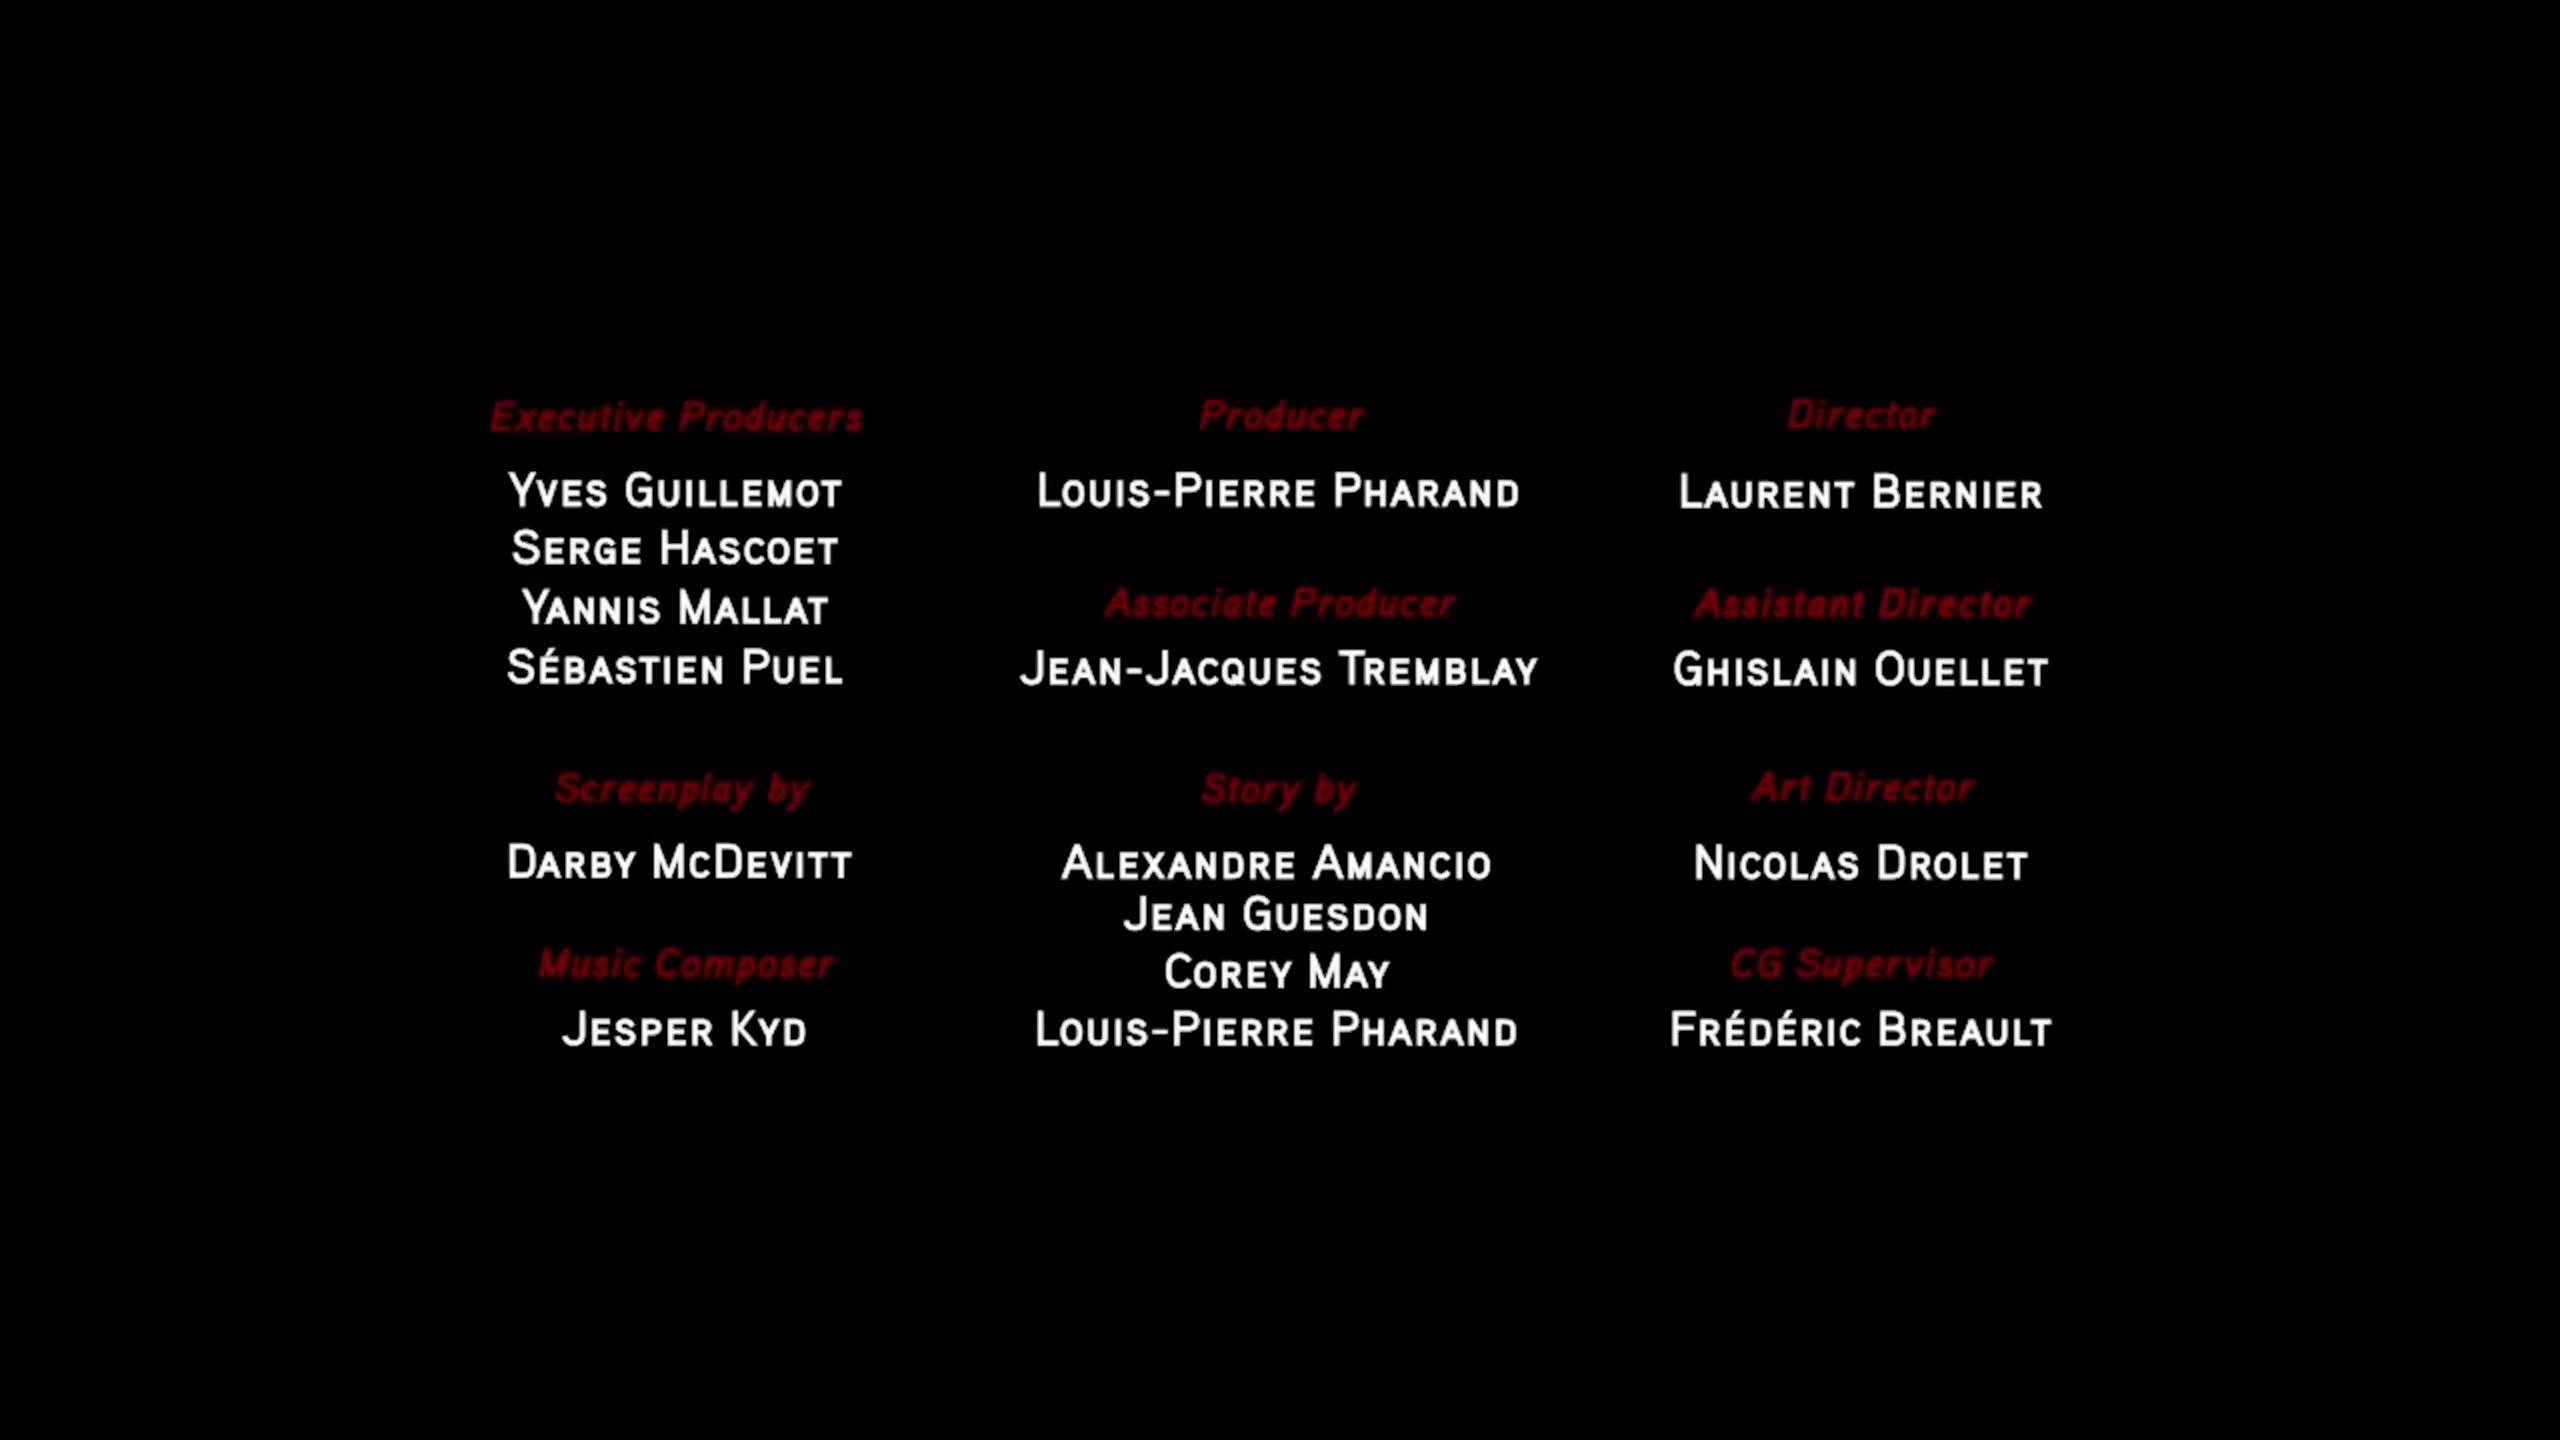 Executive Producers
Yves Guillemot
Serge Hascoet
Yannis Mallat
Sébastien Puel
Producer
Louis-Pierre Pharand
Associate Producer
Jean-Jacques Tremblay
Director
Laurent Bernier
Assistant Director
Ghislain Ouellet
Screenplay by
Darby McDevitt
Music Composer
Jesper Kyd
Story by
Alexandre Amancio
Jean Guesdon
Corey May
Louis-Pierre Pharand
Art Director
Nicolas Drolet
CG Supervisor
Frédéric Breault